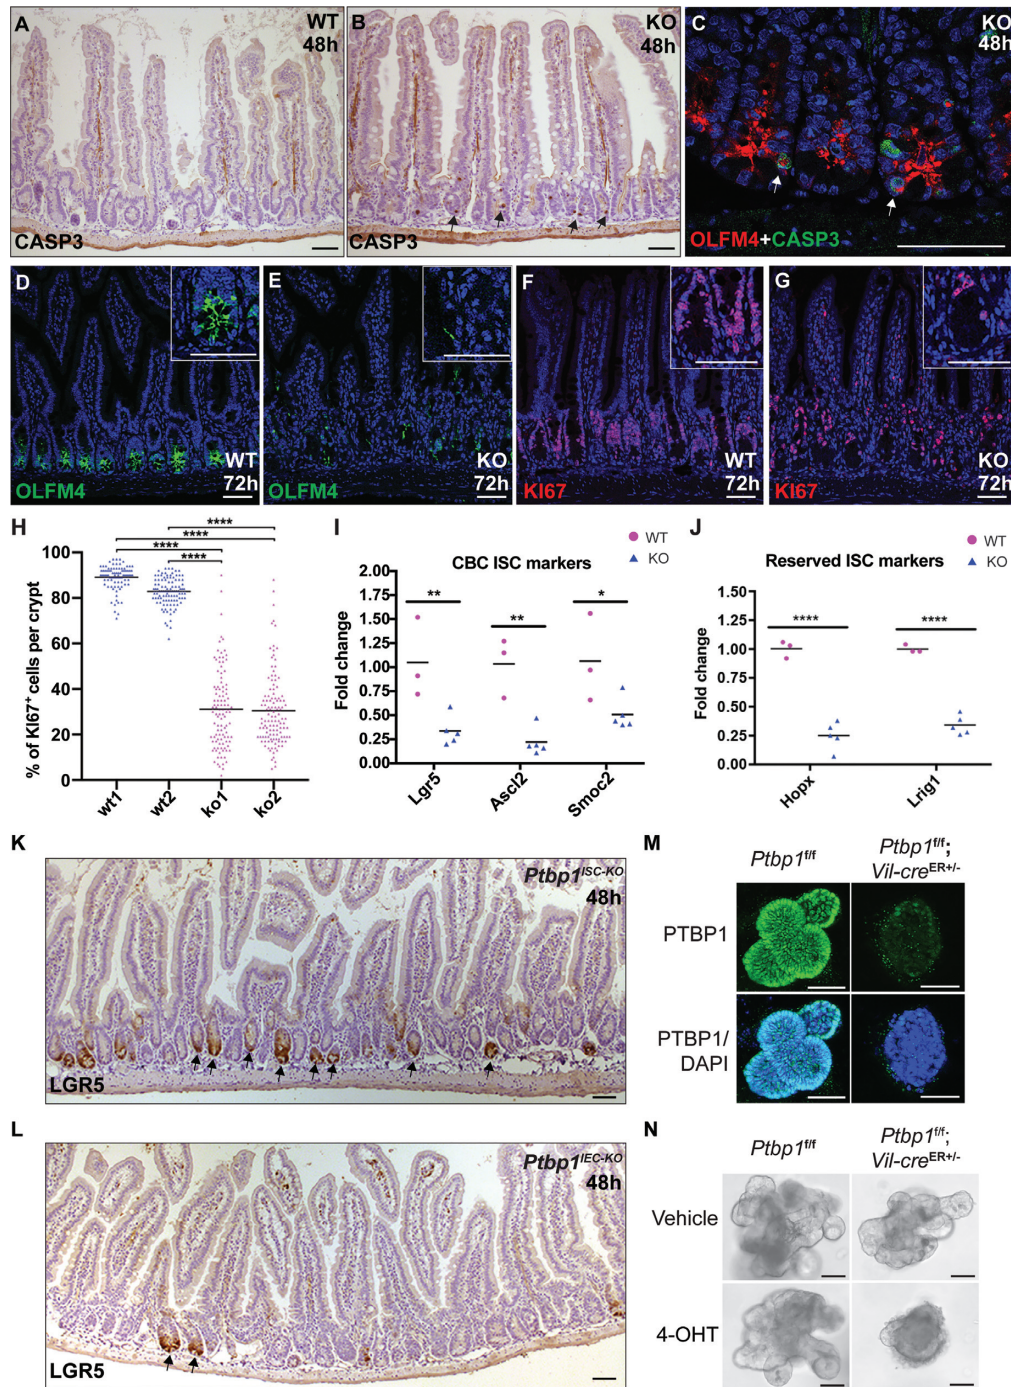 A
WT
48h
CASP3
B
KO
48h
CASP3
C
KO
48h
OLFM4+CASP3
D
WT
72h
OLFM4
E
KO
72h
OLFM4
F
WT
72h
KI67
G
KO
72h
KI67
H
****
****
****
****
100
80
60
40
20
0
% of KI67+ cells per crypt
wt1
wt2
ko1
ko2
I
WT
KO
CBC ISC markers
2.00
1.75
1.50
1.25
1.00
0.75
0.50
0.25
0.00
Fold change
**
**
*
Lgr5
Ascl2
Smoc2
J
WT
KO
Reserved ISC markers
1.50
1.25
1.00
0.75
0.50
0.25
0.00
Fold change
****
****
Hopx
Lrig1
K
Ptbp1ISC-KO
48h
LGR5
L
Ptbp1IEC-KO
48h
LGR5
M
Ptbp1f/f
Ptbp1f/f;
Vil-creER+/-
PTBP1
PTBP1/
DAPI
N
Ptbp1f/f
Ptbp1f/f;
Vil-creER+/-
Vehicle
4-OHT